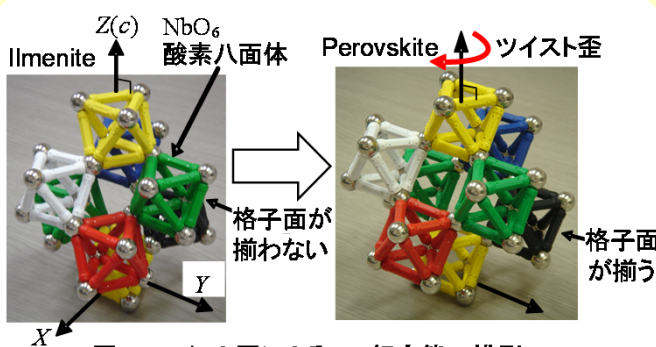 Z(c)
NbO₆
Ilmenite
酸素八面体
Perovskite
ツイスト歪
格子面が
揃わない
格子面
が揃う
Y
X